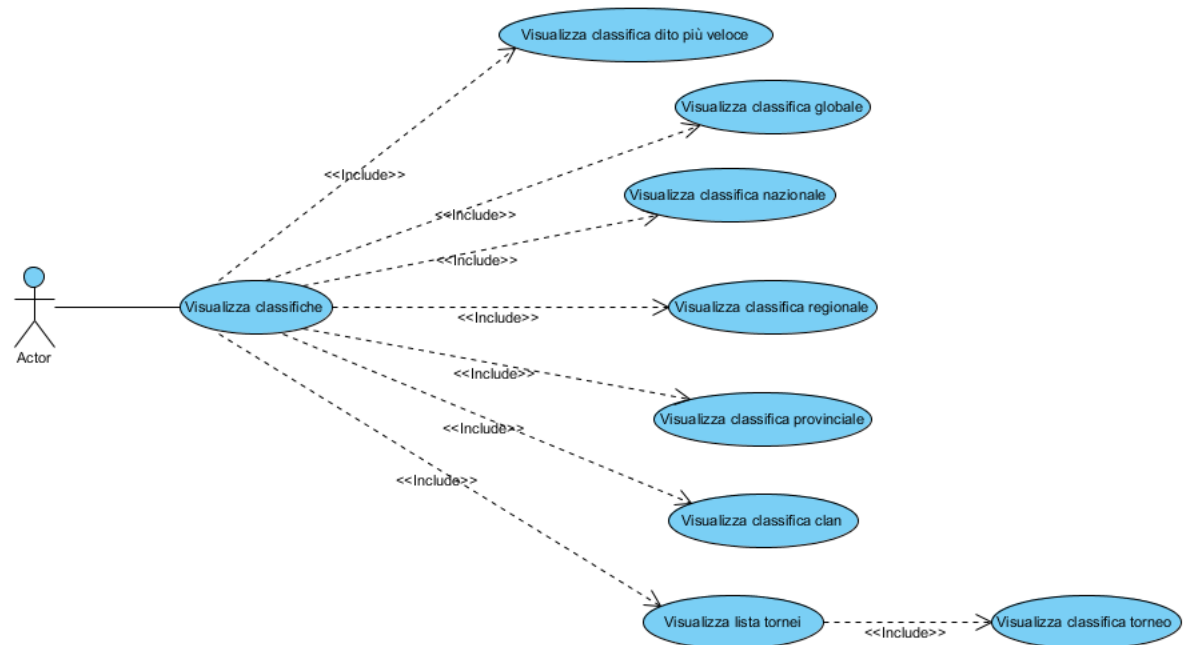 Visualizza classifica dito più veloce
Visualizza classifica globale
<<Include>>
Visualizza classifica nazionale
<<Include>>
<<Include>>
Visualizza classifiche
Visualizza classifica regionale
<<Include>>
Actor
<<Include>>
Visualizza classifica provinciale
<<Include>>
<<Include>>
Visualizza classifica clan
Visualizza lista tornei
<<Include>>
Visualizza classifica torneo